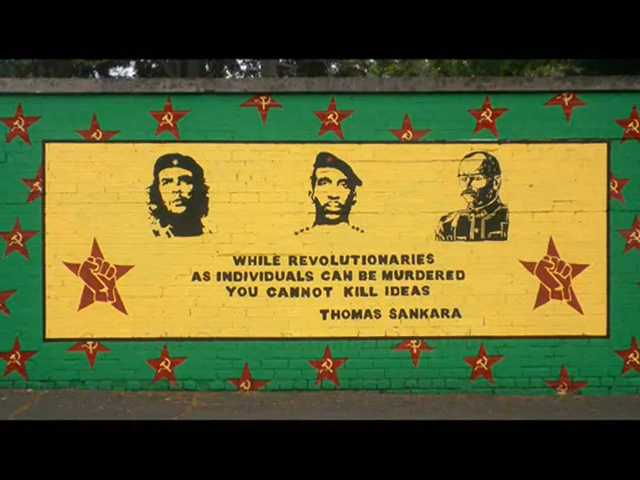 WHILE REVOLUTIONARIES
AS INDIVIDUALS CAN BE MURDERED
YOU CANNOT KILL IDEAS
THOMAS SANKARA